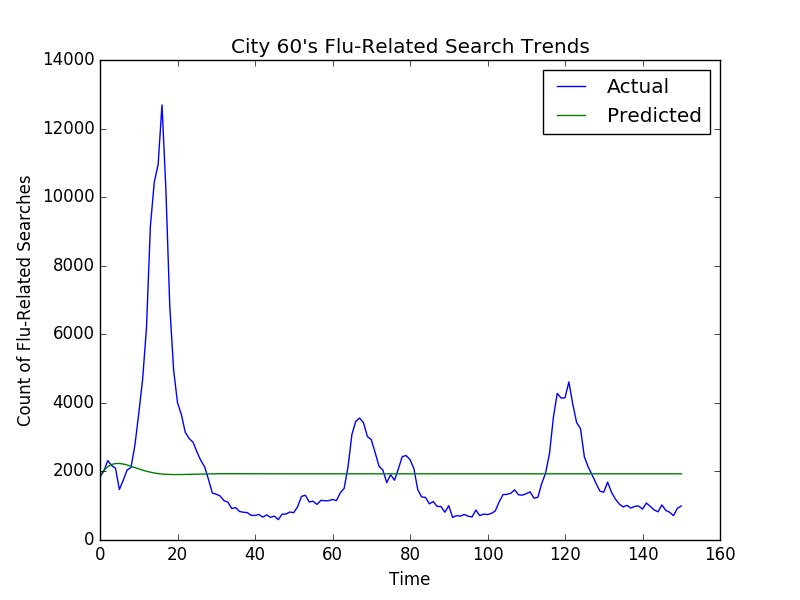 City 60's Flu-Related Search Trends
Actual
Predicted
Count of Flu-Related Searches
14000
12000
10000
8000
6000
4000
2000
0
0 20 40 60 80 100 120 140 160
Time